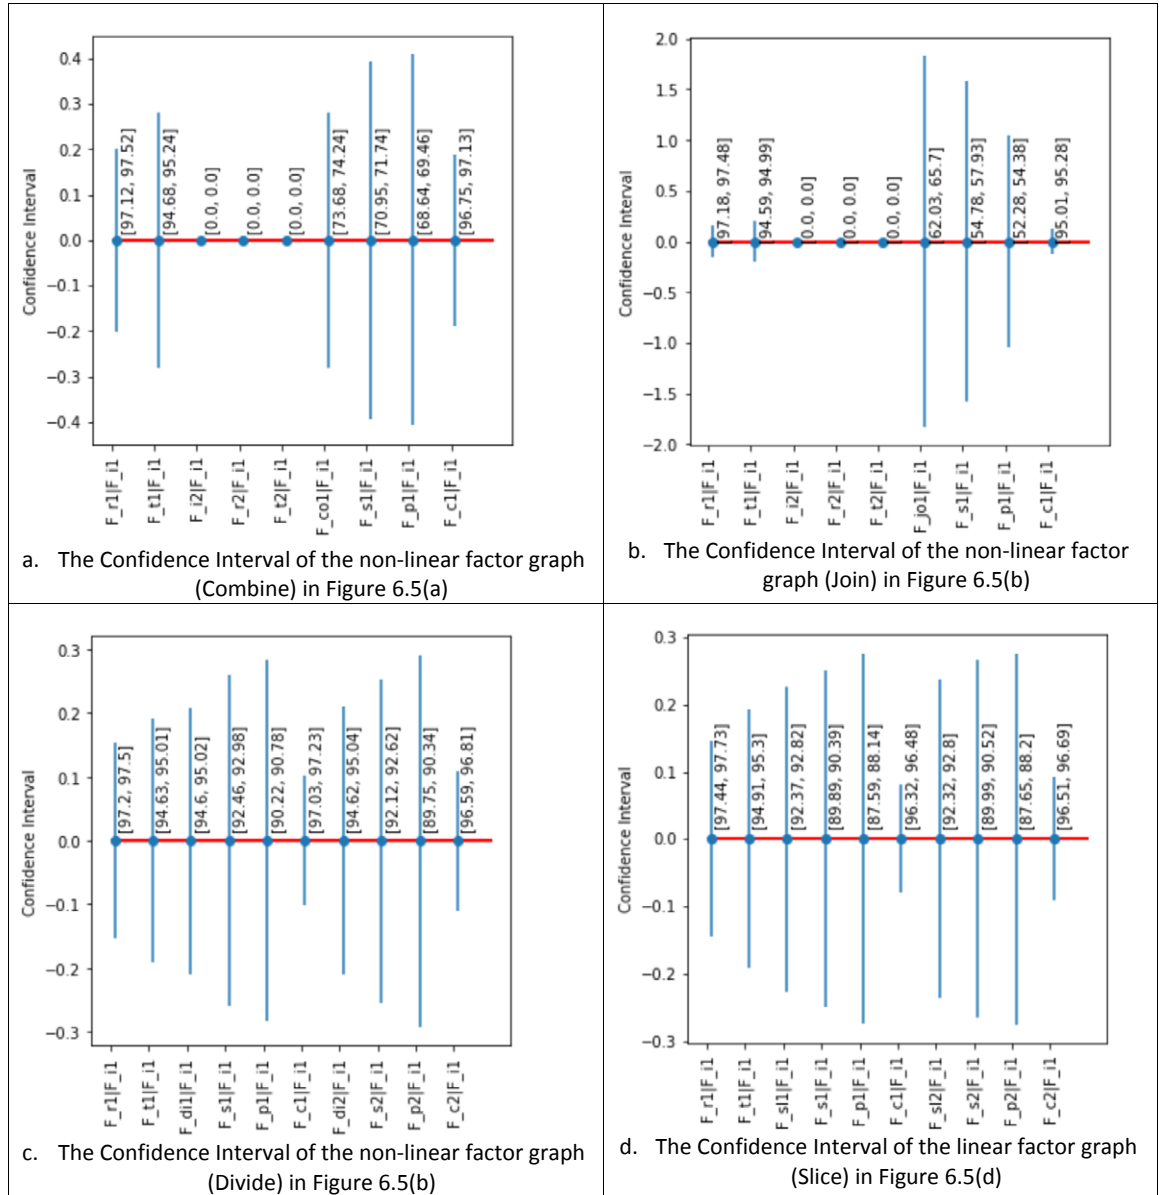 0.4
0.3
0.2
0.1
0.0
−0.1
−0.2
−0.3
−0.4
Confidence Interval
[97.12, 97.52]
[94.68, 95.24]
[0.0, 0.0]
[0.0, 0.0]
[0.0, 0.0]
[73.68, 74.24]
[70.95, 71.74]
[68.64, 69.46]
[96.75, 97.13]
F_r1|F_i1
F_t1|F_i1
F_i2|F_i1
F_r2|F_i1
F_t2|F_i1
F_co1|F_i1
F_s1|F_i1
F_p1|F_i1
F_c1|F_i1
a. The Confidence Interval of the non-linear factor graph
(Combine) in Figure 6.5(a)
2.0
1.5
1.0
0.5
0.0
−0.5
−1.0
−1.5
−2.0
Confidence Interval
[97.18, 97.48]
[94.59, 94.99]
[0.0, 0.0]
[0.0, 0.0]
[0.0, 0.0]
[62.03, 65.7]
[54.78, 57.93]
[52.28, 54.38]
[95.01, 95.28]
F_r1|F_i1
F_t1|F_i1
F_i2|F_i1
F_r2|F_i1
F_t2|F_i1
F_jo1|F_i1
F_s1|F_i1
F_p1|F_i1
F_c1|F_i1
b. The Confidence Interval of the non-linear factor
graph (Join) in Figure 6.5(b)
0.3
0.2
0.1
0.0
−0.1
−0.2
−0.3
Confidence Interval
[97.2, 97.5]
[94.63, 95.01]
[94.6, 95.02]
[92.46, 92.98]
[90.22, 90.78]
[97.03, 97.23]
[94.62, 95.04]
[92.12, 92.62]
[89.75, 90.34]
[96.59, 96.81]
F_r1|F_i1
F_t1|F_i1
F_di1|F_i1
F_s1|F_i1
F_p1|F_i1
F_c1|F_i1
F_di2|F_i1
F_s2|F_i1
F_p2|F_i1
F_c2|F_i1
c. The Confidence Interval of the non-linear factor graph
(Divide) in Figure 6.5(b)
0.3
0.2
0.1
0.0
−0.1
−0.2
−0.3
Confidence Interval
[97.44, 97.73]
[94.91, 95.3]
[92.37, 92.82]
[89.89, 90.39]
[87.59, 88.14]
[96.32, 96.48]
[92.32, 92.8]
[89.99, 90.52]
[87.65, 88.2]
[96.51, 96.69]
F_r1|F_i1
F_t1|F_i1
F_sl1|F_i1
F_s1|F_i1
F_p1|F_i1
F_c1|F_i1
F_sl2|F_i1
F_s2|F_i1
F_p2|F_i1
F_c2|F_i1
d. The Confidence Interval of the linear factor graph
(Slice) in Figure 6.5(d)